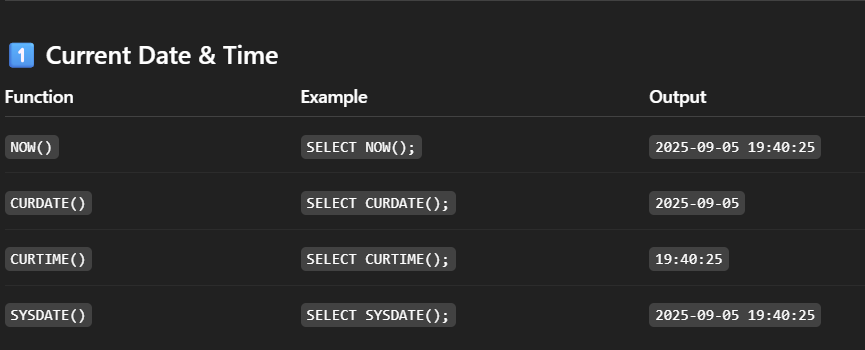 1 Current Date & Time
Function Example Output
NOW() SELECT NOW(); 2025-09-05 19:40:25
CURDATE() SELECT CURDATE(); 2025-09-05
CURTIME() SELECT CURTIME(); 19:40:25
SYSDATE() SELECT SYSDATE(); 2025-09-05 19:40:25